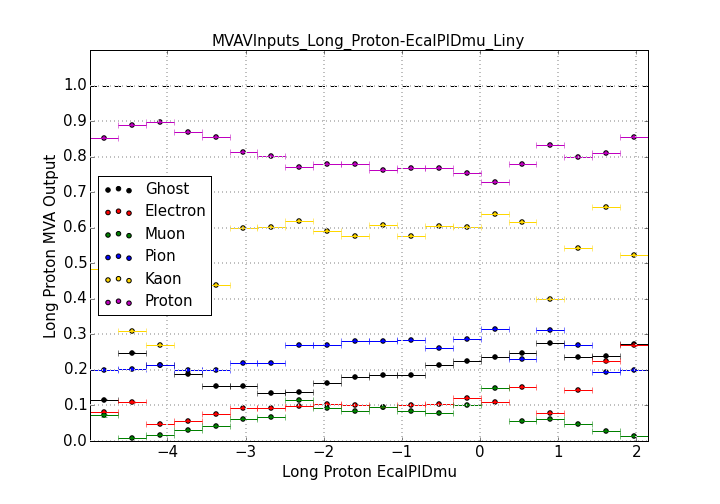 MVAVInputs_Long_Proton-EcalPIDmu_Liny
1.0
0.9
0.8
0.7
0.6
0.5
0.4
0.3
0.2
0.1
0.0
Long Proton MVA Output
Ghost
Electron
Muon
Pion
Kaon
Proton
−4 −3 −2 −1 0 1 2
Long Proton EcalPIDmu